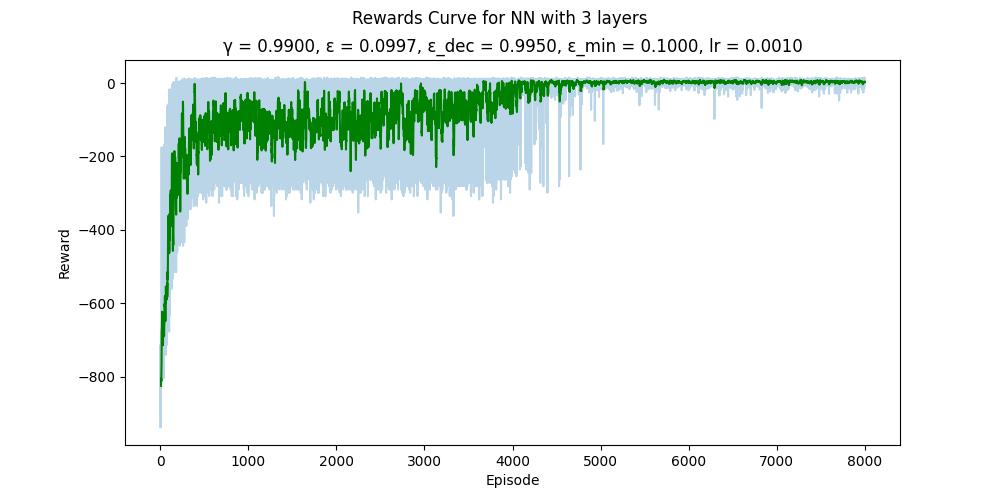 Rewards Curve for NN with 3 layers
γ = 0.9900, ε = 0.0997, ε_dec = 0.9950, ε_min = 0.1000, lr = 0.0010
0
−200
−400
−600
−800
Reward
0 1000 2000 3000 4000 5000 6000 7000 8000
Episode